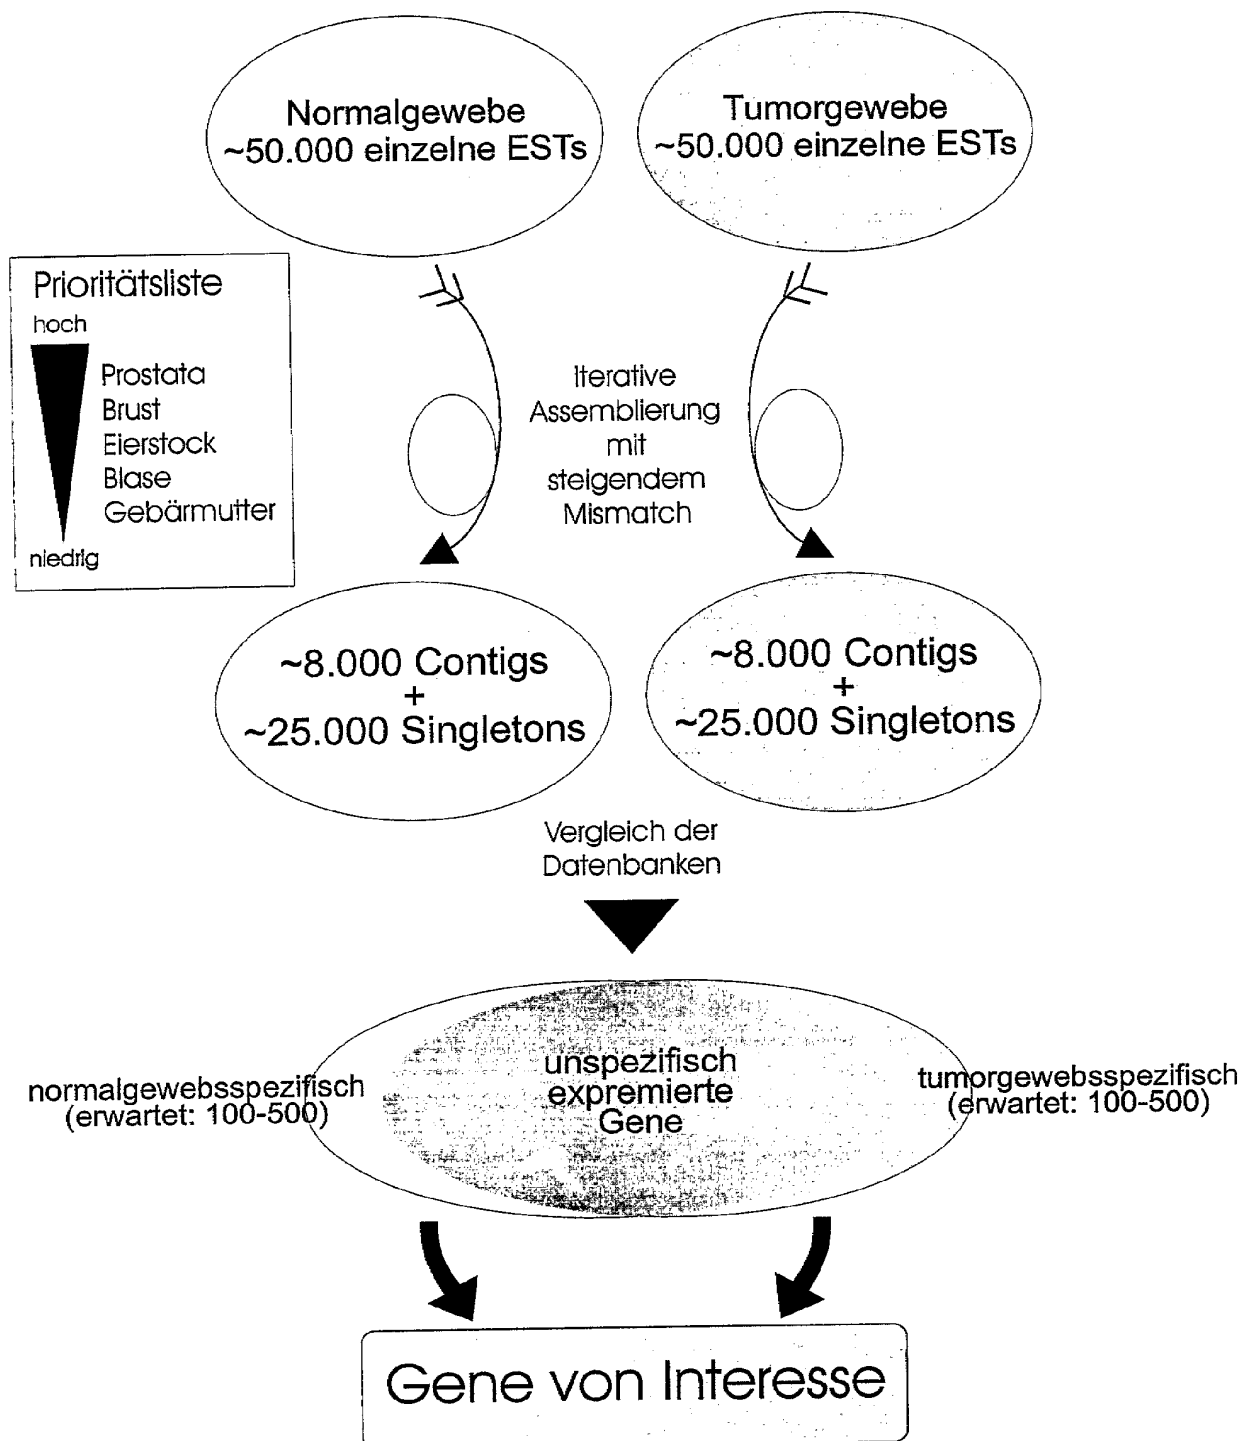 Normalgewebe
~50.000 einzelne ESTs
Tumorgewebe
~50.000 einzelne ESTs
Prioritätsliste
hoch
Prostata
Brust
Eierstock
Blase
Gebärmutter
niedrig
Iterative
Assemblierung
mit
steigendem
Mismatch
~8.000 Contigs
+
~25.000 Singletons
~8.000 Contigs
+
~25.000 Singletons
Vergleich der
Datenbanken
normalgewebsspezifisch
(erwartet: 100-500)
unspezifisch
expremierte
Gene
tumorgewebsspezifisch
(erwartet: 100-500)
Gene von Interesse